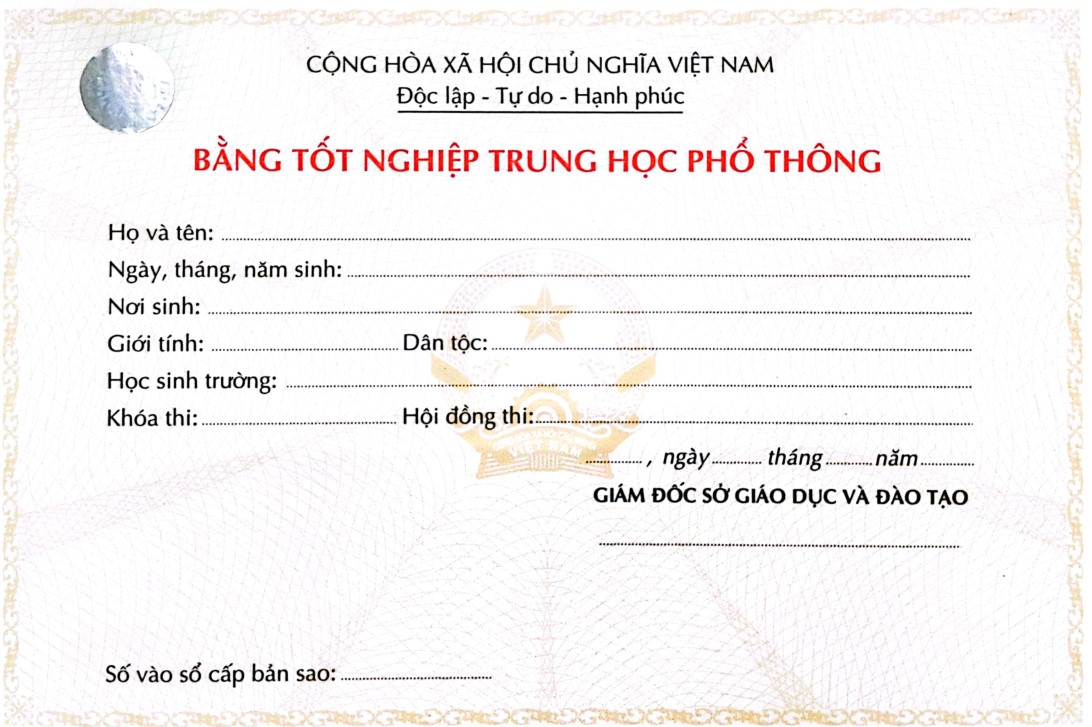 CỘNG HÒA XÃ HỘI CHỦ NGHĨA VIỆT NAM
Độc lập - Tự do - Hạnh phúc
BẰNG TỐT NGHIỆP TRUNG HỌC PHỔ THÔNG
Họ và tên:
Ngày, tháng, năm sinh:
Nơi sinh:
Giới tính: Dân tộc:
Học sinh trường:
Khóa thi: Hội đồng thi:
, ngày tháng năm
GIÁM ĐỐC SỞ GIÁO DỤC VÀ ĐÀO TẠO
Số vào sổ cấp bản sao: